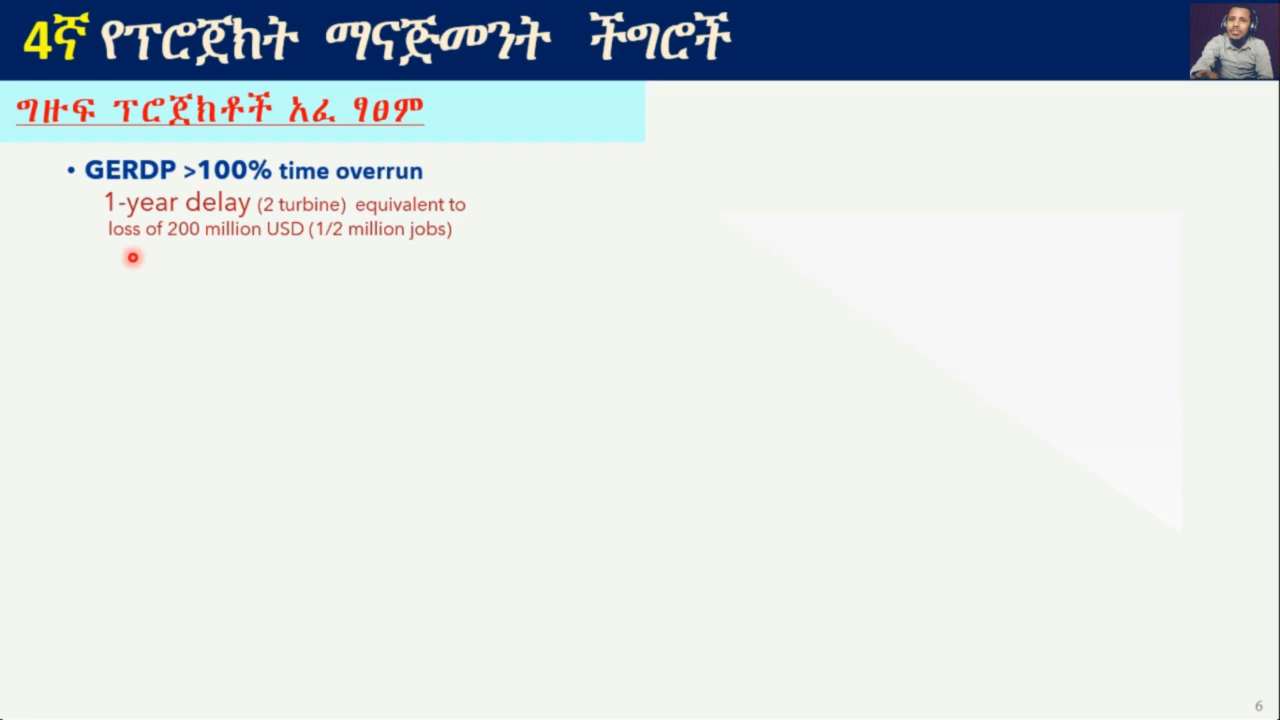 4ኛ የፕሮጀክት ማናጅመንት ችግሮች
ግዙፍ ፕሮጀክቶች አፈ ፃፀም
• GERDP >100% time overrun
1-year delay (2 turbine) equivalent to
loss of 200 million USD (1/2 million jobs)
6